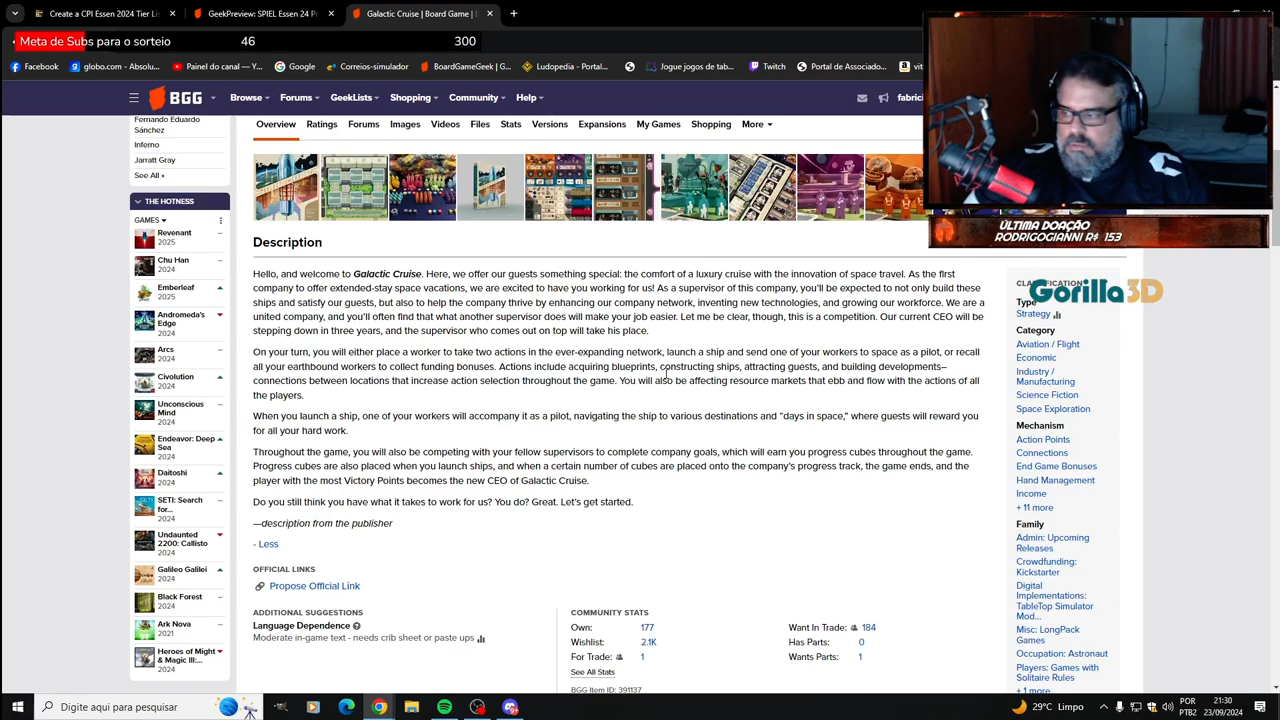 Create a CPI Essen 2024 Tier Lis
GeekPreview: SPIEL Essen 24 Pr
Galactic Cruise | Board Game | E
Meta de Subs para o sorteio 46 300
Facebook
globo.com - Absolu...
Painel do canal — Y...
Google
Correios-rastreador
BoardGameGeek | G...
Ludopedia - Portal...
Jogue jogos de tab...
Twitch
Portal de Associado...
BGG
Browse
Forums
GeekLists
Shopping
Community
Help
fabrici
Overview
Ratings
Forums
Images
Videos
Files
Stats
Versions
Expansions
My Games
Shopping
More
Fernando Eduardo
Sánchez
Inferno
Jarratt Gray
See All »
THE HOTNESS
GAMES
Revenant
2025
Chu Han
2024
Emberleaf
2025
Andromeda's
Edge
2024
Arcs
2024
Civolution
2024
Unconscious
Mind
2024
Endeavor: Deep
Sea
2024
Daitoshi
2024
SETI: Search
for...
2024
Undaunted
2200: Callisto
2024
Galileo Galilei
2024
Black Forest
2024
Ark Nova
2021
Heroes of Might
& Magic III:...
2024
Description
Hello, and welcome to Galactic Cruise. Here, we offer our guests something special: the comfort of a luxury cruise with the innovation of space travel. As the first
company to offer extended-stay space vacations, we are excited to have you working for us! As a supervisor of this company, you'll be expected to not only build these
ships and satisfy our guests, but also to help the company thrive by enhancing our company network, inventing new technologies, and growing our workforce. We are a
united company, and you'll often find that what another supervisor does will make your job easier. Let me be clear, though, this is a competition. Our current CEO will be
stepping down in three years, and the supervisor who comes out on top will take his place.
On your turn, you will either place a worker to take two actions in the ever-expanding network, launch a ship and send one of your workers to space as a pilot, or recall
all your earthbound workers to collect funding bonuses. Actions include acquiring blueprints, constructing ships, attracting guests, and building developments—
connections between locations that increase action selection throughout the game. You will also be affecting resource markets that ebb and flow with the actions of all
the players.
When you launch a ship, one of your workers will accompany it as a pilot, navigating the ship to various destinations and “days in space,” where guests will reward you
for all your hard work.
Throughout the game, you will also be competing with your fellow supervisors to complete company goals, which will earn you progress cubes throughout the game.
Progress cubes are also placed when you launch ships, and when a certain number of cubes are placed onto the company's progress track, the game ends, and the
player with the most Victory Points becomes the new CEO of Galactic Cruise.
Do you still think you have what it takes to work for us? You do? Great. Let's get started.
—description from the publisher
- Less
OFFICIAL LINKS
Propose Official Link
ADDITIONAL SUGGESTIONS
Language Dependence
Moderate in-game text - needs crib sheet or paste ups
COMMUNITY STATS
Own: 177
Wishlist: 2.1K
For Trade: 1
See All Stats
Want In Trade: 184
Has Parts: 0
Wants Parts: 1
BGG Item ID: 391137
ÚLTIMA DOAÇÃO
RODRIGOGIANNI R$ 153
Gorilla3D
Type
Strategy
Category
Aviation / Flight
Economic
Industry /
Manufacturing
Science Fiction
Space Exploration
Mechanism
Action Points
Connections
End Game Bonuses
Hand Management
Income
+ 11 more
Family
Admin: Upcoming
Releases
Crowdfunding:
Kickstarter
Digital
Implementations:
TableTop Simulator
Mod...
Misc: LongPack
Games
Occupation: Astronaut
Players: Games with
Solitaire Rules
+ 1 more
Digite aqui para pesquisar
29°C Limpo
POR
PTB2
21:30
23/09/2024